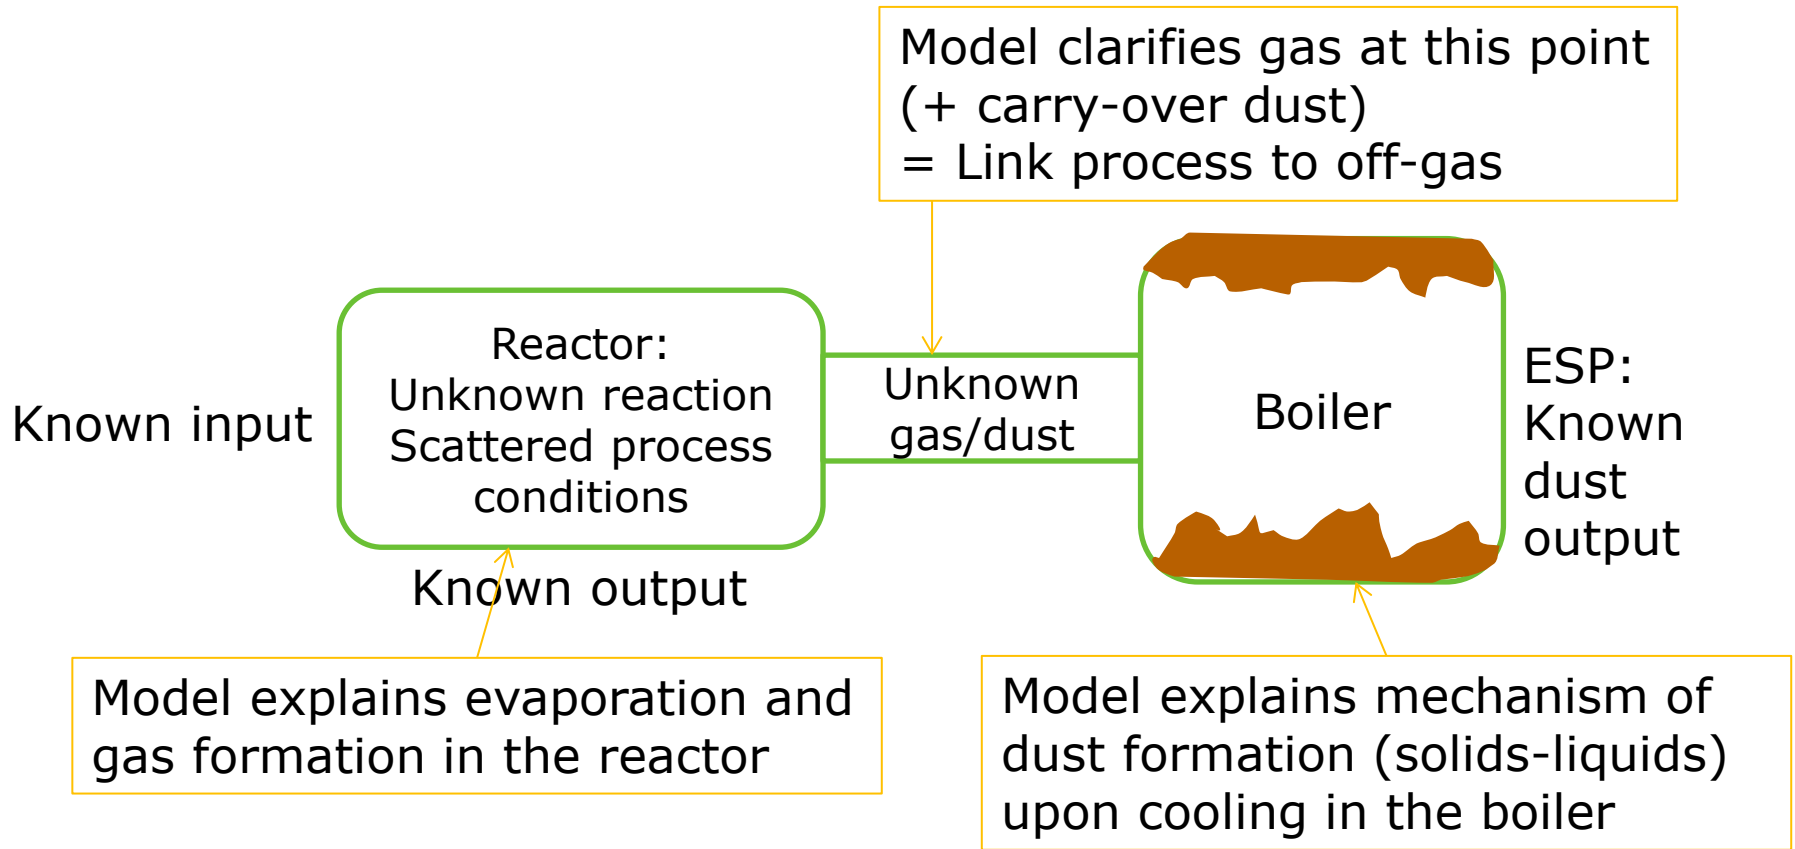 Model clarifies gas at this point
(+ carry-over dust)
= Link process to off-gas
Known input
Reactor:
Unknown reaction
Scattered process
conditions
Unknown
gas/dust
Boiler
ESP:
Known
dust
output
Known output
Model explains evaporation and
gas formation in the reactor
Model explains mechanism of
dust formation (solids-liquids)
upon cooling in the boiler